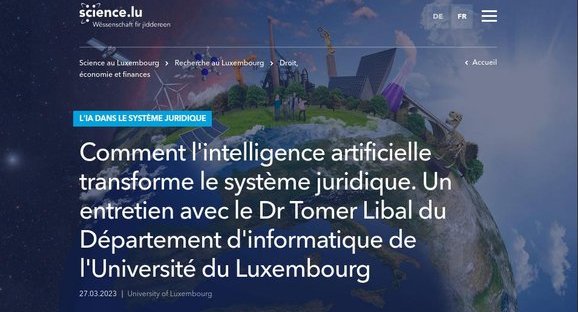 science.lu
Wëssenschaft fir jiddereen
DE FR
Science au Luxembourg > Recherche au Luxembourg > Droit,
économie et finances
< Accueil
L'IA DANS LE SYSTÈME JURIDIQUE
Comment l'intelligence artificielle
transforme le système juridique. Un
entretien avec le Dr Tomer Libal du
Département d'informatique de
l'Université du Luxembourg
27.03.2023 | University of Luxembourg